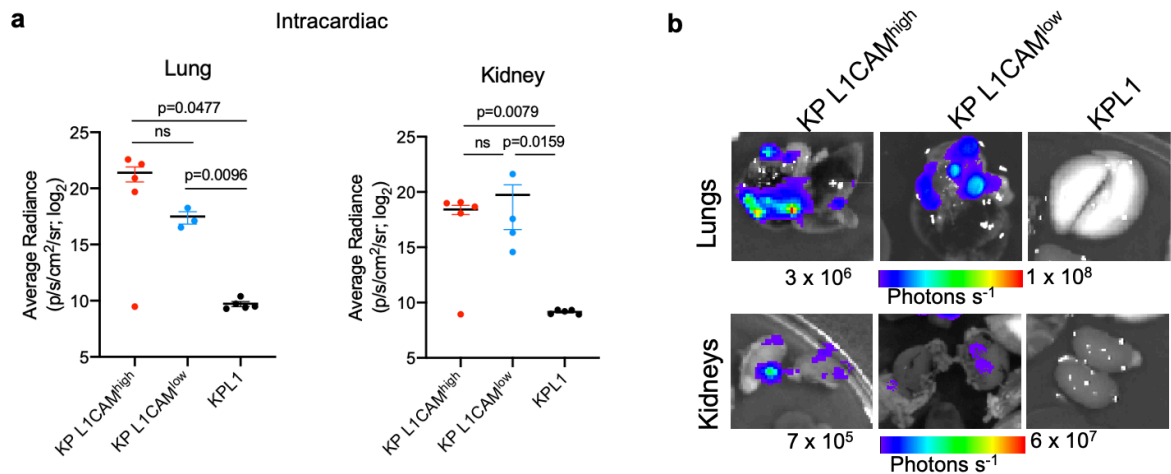 a
Intracardiac
Lung
p=0.0477
ns
p=0.0096
25
20
15
10
5
Average Radiance
(p/s/cm²/sr; log₂)
KP L1CAMhigh
KP L1CAMlow
KPL1
Kidney
p=0.0079
ns
p=0.0159
25
20
15
10
5
Average Radiance
(p/s/cm²/sr; log₂)
KP L1CAMhigh
KP L1CAMlow
KPL1
b
KP L1CAMhigh
KP L1CAMlow
KPL1
Lungs
3 x 10⁶
1 x 10⁸
Photons s⁻¹
Kidneys
7 x 10⁵
6 x 10⁷
Photons s⁻¹